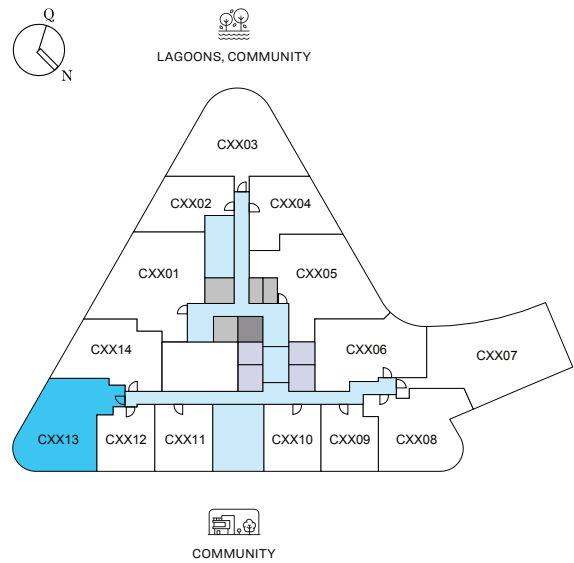 Q
N
LAGOONS, COMMUNITY
CXX03
CXX02
CXX04
CXX01
CXX05
CXX14
CXX06
CXX07
CXX13
CXX12
CXX11
CXX10
CXX09
CXX08
COMMUNITY